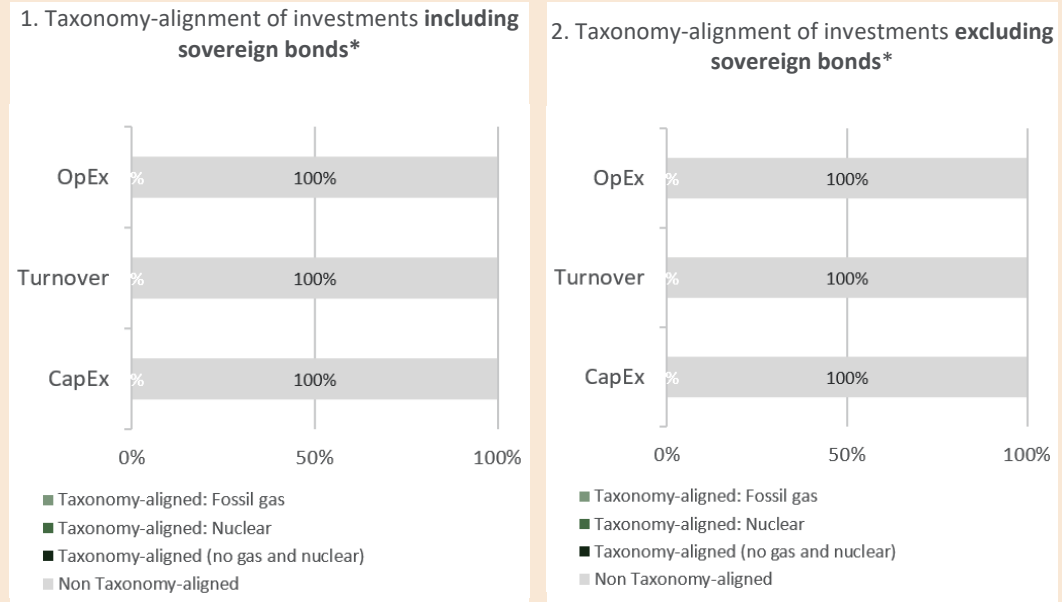 1. Taxonomy-alignment of investments including
sovereign bonds*
OpEx
% 100%
Turnover
% 100%
CapEx
% 100%
0% 50% 100%
Taxonomy-aligned: Fossil gas
Taxonomy-aligned: Nuclear
Taxonomy-aligned (no gas and nuclear)
Non Taxonomy-aligned
2. Taxonomy-alignment of investments excluding
sovereign bonds*
OpEx
% 100%
Turnover
% 100%
CapEx
% 100%
0% 50% 100%
Taxonomy-aligned: Fossil gas
Taxonomy-aligned: Nuclear
Taxonomy-aligned (no gas and nuclear)
Non Taxonomy-aligned